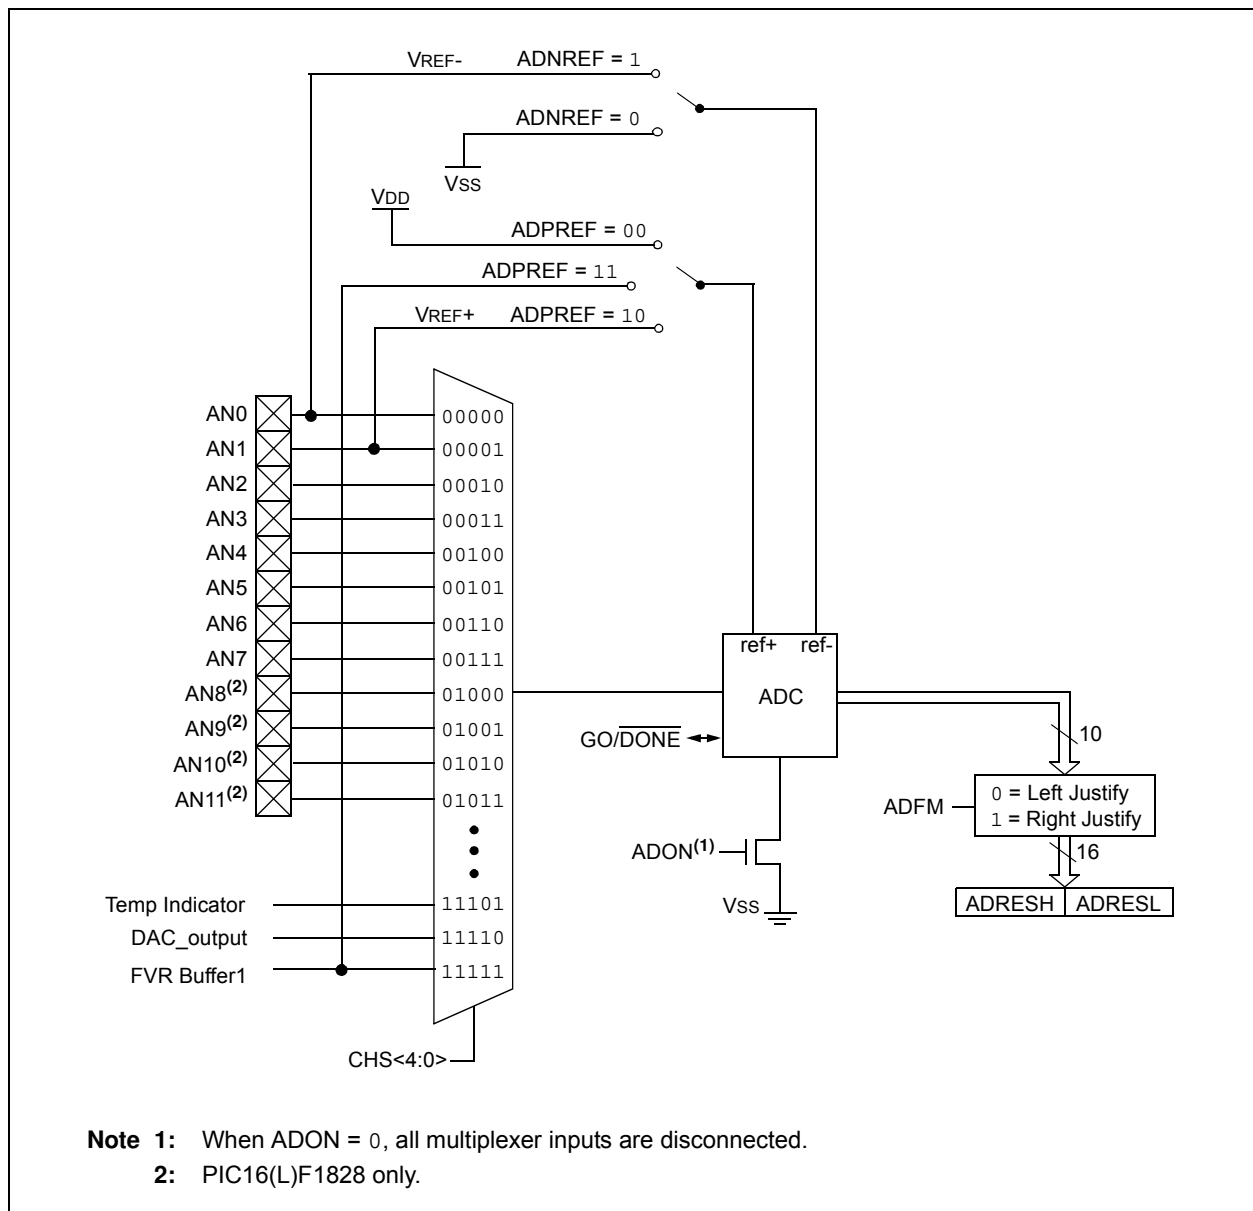 VREF- ADNREF = 1
ADNREF = 0
VSS
VDD
ADPREF = 00
ADPREF = 11
VREF+ ADPREF = 10
AN0 00000
AN1 00001
AN2 00010
AN3 00011
AN4 00100
AN5 00101
AN6 00110
AN7 00111
AN8(2) 01000
AN9(2) 01001
AN10(2) 01010
AN11(2) 01011
Temp Indicator 11101
DAC_output 11110
FVR Buffer1 11111
CHS<4:0>
ref+ ref-
ADC
GO/DONE
ADON(1)
VSS
10
ADFM
0 = Left Justify
1 = Right Justify
16
ADRESH ADRESL
Note 1: When ADON = 0, all multiplexer inputs are disconnected.
2: PIC16(L)F1828 only.